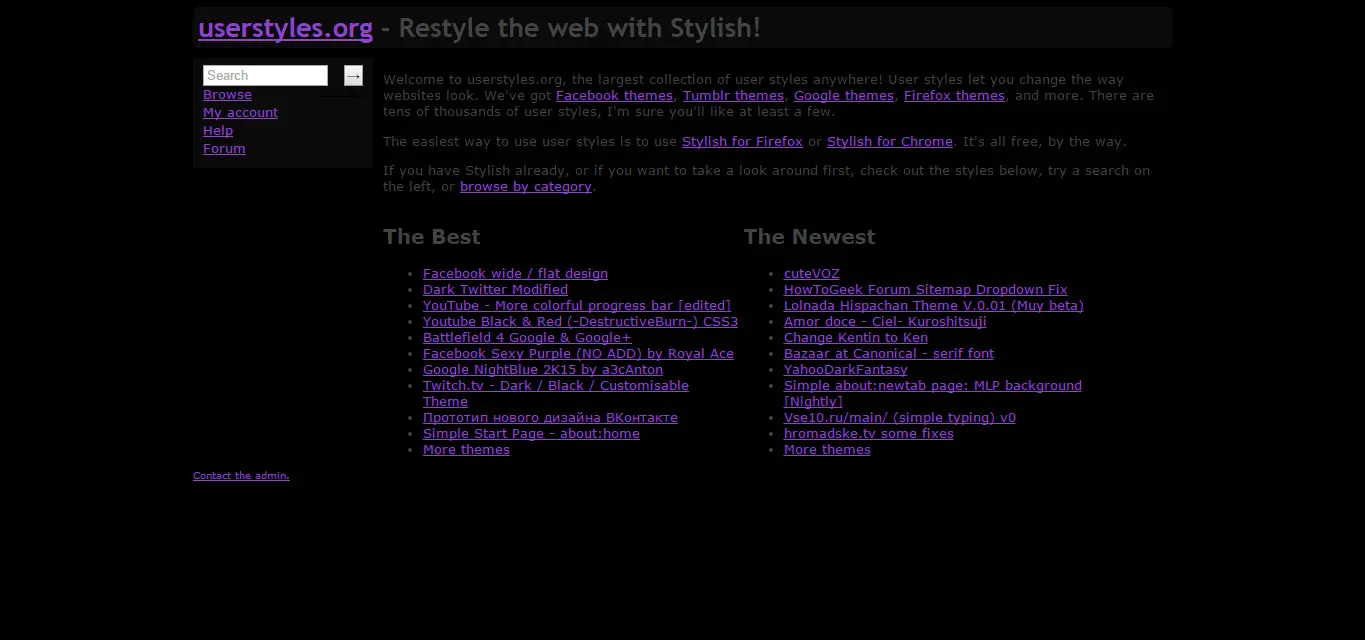 userstyles.org - Restyle the web with Stylish!
Search →
Browse
My account
Help
Forum
Welcome to userstyles.org, the largest collection of user styles anywhere! User styles let you change the way
websites look. We've got Facebook themes, Tumblr themes, Google themes, Firefox themes, and more. There are
tens of thousands of user styles, I'm sure you'll like at least a few.
The easiest way to use user styles is to use Stylish for Firefox or Stylish for Chrome. It's all free, by the way.
If you have Stylish already, or if you want to take a look around first, check out the styles below, try a search on
the left, or browse by category.
The Best
Facebook wide / flat design
Dark Twitter Modified
YouTube - More colorful progress bar [edited]
Youtube Black & Red (-DestructiveBurn-) CSS3
Battlefield 4 Google & Google+
Facebook Sexy Purple (NO ADD) by Royal Ace
Google NightBlue 2K15 by a3cAnton
Twitch.tv - Dark / Black / Customisable
Theme
Прототип нового дизайна ВКонтакте
Simple Start Page - about:home
More themes
The Newest
cuteVOZ
HowToGeek Forum Sitemap Dropdown Fix
Lolnada Hispachan Theme V.0.01 (Muy beta)
Amor doce - Ciel- Kuroshitsuji
Change Kentin to Ken
Bazaar at Canonical - serif font
YahooDarkFantasy
Simple about:newtab page: MLP background
[Nightly]
Vse10.ru/main/ (simple typing) v0
hromadske.tv some fixes
More themes
Contact the admin.